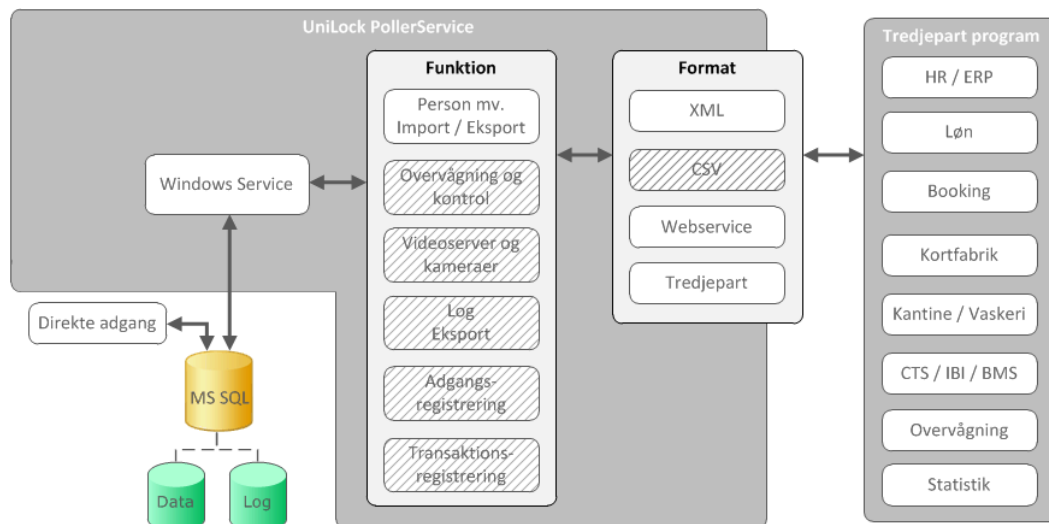 UniLock PollerService
Funktion
Person mv.
Import / Eksport
Overvågning og
kontrol
Videoserver og
kameraer
Log
Eksport
Adgangs-
registrering
Transaktions-
registrering
Format
XML
CSV
Webservice
Tredjepart
Tredjepart program
HR / ERP
Løn
Booking
Kortfabrik
Kantine / Vaskeri
CTS / IBI / BMS
Overvågning
Statistik
Windows Service
Direkte adgang
MS SQL
Data
Log